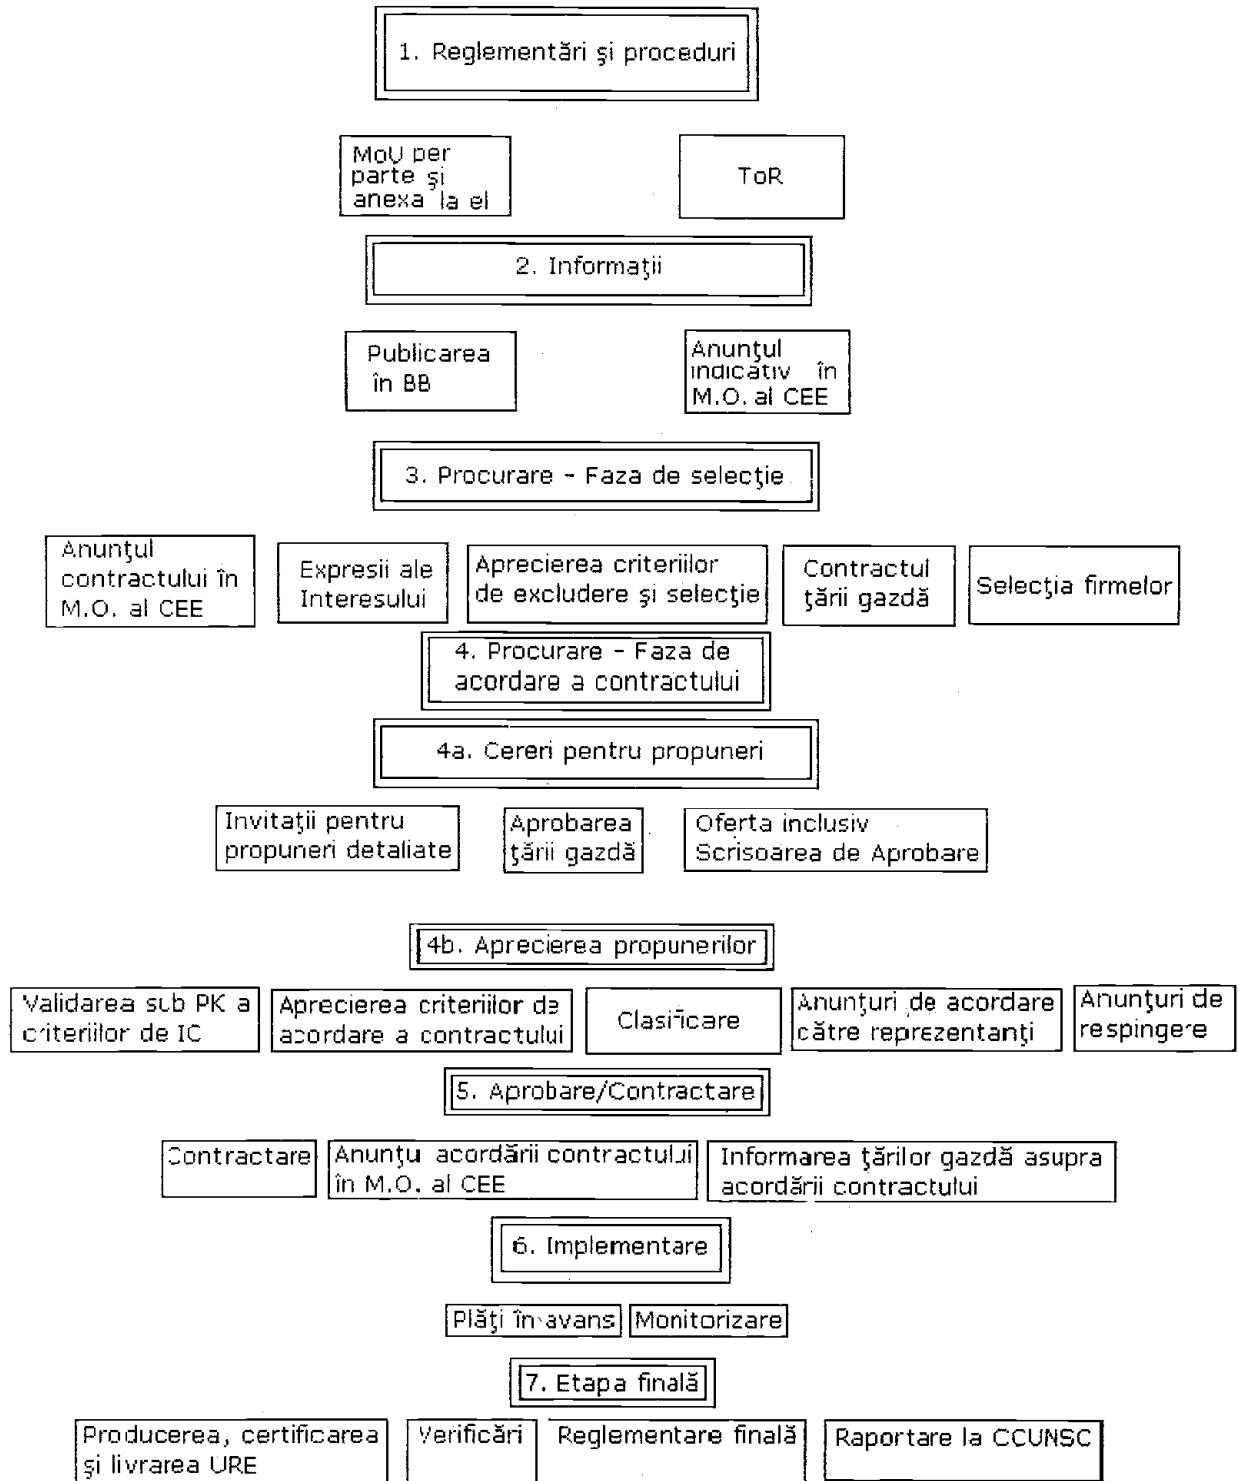 1. Reglementări şi proceduri
MoU per
parte şi
anexa la el
ToR
2. Informaţii
Publicarea
în BB
Anunţul
indicativ în
M.O. al CEE
3. Procurare - Faza de selecţie
Anunţul
contractului în
M.O. al CEE
Expresii ale
Interesului
Aprecierea criteriilor
de excludere şi selecţie
Contractul
ţării gazdă
Selecţia firmelor
4. Procurare - Faza de
acordare a contractului
4a. Cereri pentru propuneri
Invitaţii pentru
propuneri detaliate
Aprobarea
ţării gazdă
Oferta inclusiv
Scrisoarea de Aprobare
4b. Aprecierea propunerilor
Validarea sub PK a
criteriilor de IC
Aprecierea criteriilor de
acordare a contractului
Clasificare
Anunţuri de acordare
către reprezentanţi
Anunţuri de
respingere
5. Aprobare/Contractare
Contractare
Anunţu acordării contractului
în M.O. al CEE
Informarea ţărilor gazdă asupra
acordării contractului
6. Implementare
Plăţi în avans
Monitorizare
7. Etapa finală
Producerea, certificarea
şi livrarea URE
Verificări
Reglementare finală
Raportare la CCUNSC